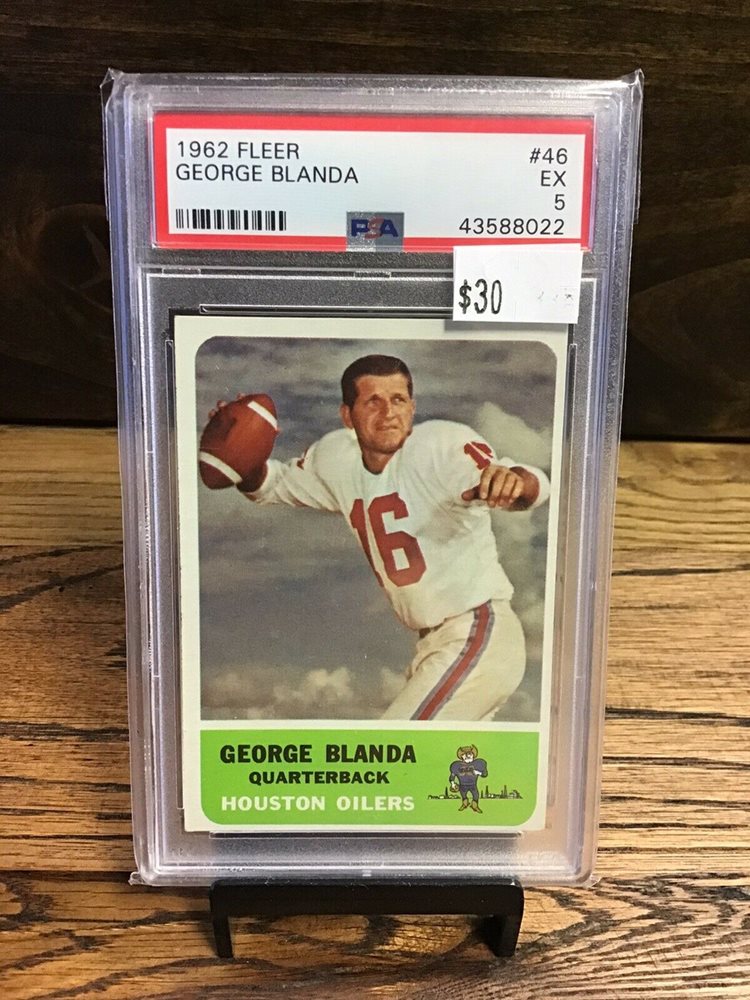 1962 FLEER #46
GEORGE BLANDA EX
5
PSA 43588022
$30
16
16
GEORGE BLANDA
QUARTERBACK
HOUSTON OILERS